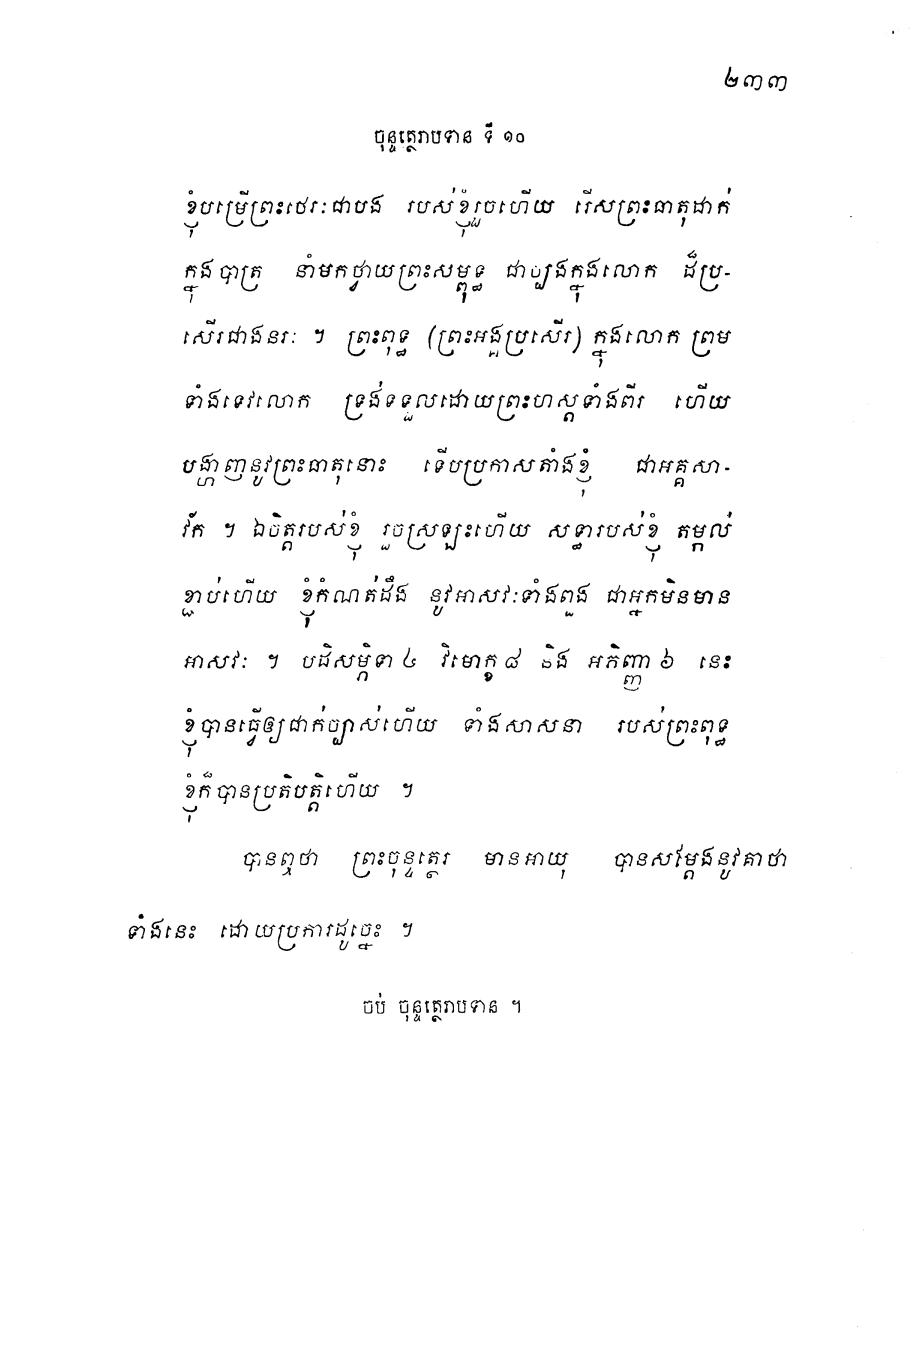 ២៣៣
ចុន្ទត្ថេរាបទាន ទី ១០
ខ្ញុំបម្រើព្រះថេរៈជាបង របស់ខ្ញុំរួចហើយ រើសព្រះធាតុដាក់
ក្នុងបាត្រ នាំមកថ្វាយព្រះសម្ពុទ្ធ ជាច្បងក្នុងលោក ដ៏ប្រ-
សើរជាងនរៈ ។ ព្រះពុទ្ធ (ព្រះអង្គប្រសើរ) ក្នុងលោក ព្រម
ទាំងទេវលោក ទ្រង់ទទួលដោយព្រះហស្តទាំងពីរ ហើយ
បង្ហាញនូវព្រះធាតុនោះ ទើបប្រកាសតាំងខ្ញុំ ជាអគ្គសា-
វ័ក ។ ឯចិត្តរបស់ខ្ញុំ រួចស្រឡះហើយ សទ្ធារបស់ខ្ញុំ តម្កល់
ខ្ជាប់ហើយ ខ្ញុំកំណត់ដឹង នូវអាសវៈទាំងពួង ជាអ្នកមិនមាន
អាសវៈ ។ បដិសម្ភិទា ៤ វិមោក្ខ ៨ និង អភិញ្ញា ៦ នេះ
ខ្ញុំបានធ្វើឲ្យជាក់ច្បាស់ហើយ ទាំងសាសនា របស់ព្រះពុទ្ធ
ខ្ញុំក៏បានប្រតិបត្តិហើយ ។
បានឮថា ព្រះចុន្ទត្ថេរ មានអាយុ បានសម្តែងនូវគាថា
ទាំងនេះ ដោយប្រការដូច្នេះ ។
ចប់ ចុន្ទត្ថេរាបទាន ។